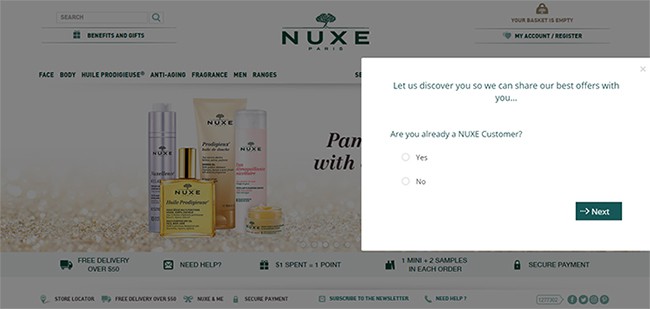 SEARCH
BENEFITS AND GIFTS
NUXE
PARIS
YOUR BASKET IS EMPTY
MY ACCOUNT / REGISTER
FACE BODY HUILE PRODIGIEUSE® ANTI-AGING FRAGRANCE MEN RANGES SE
Let us discover you so we can share our best offers with
you...
Are you already a NUXE Customer?
Yes
No
Next
Pam
with
NUXE
NUXE
Prodigieux®
huile de douche
NUXE
NUXE
Huile Prodigieuse®
FREE DELIVERY
OVER $50
NEED HELP?
$1 SPENT = 1 POINT
1 MINI + 2 SAMPLES
IN EACH ORDER
SECURE PAYMENT
STORE LOCATOR FREE DELIVERY OVER $50 NUXE & ME SECURE PAYMENT SUBSCRIBE TO THE NEWSLETTER NEED HELP ?